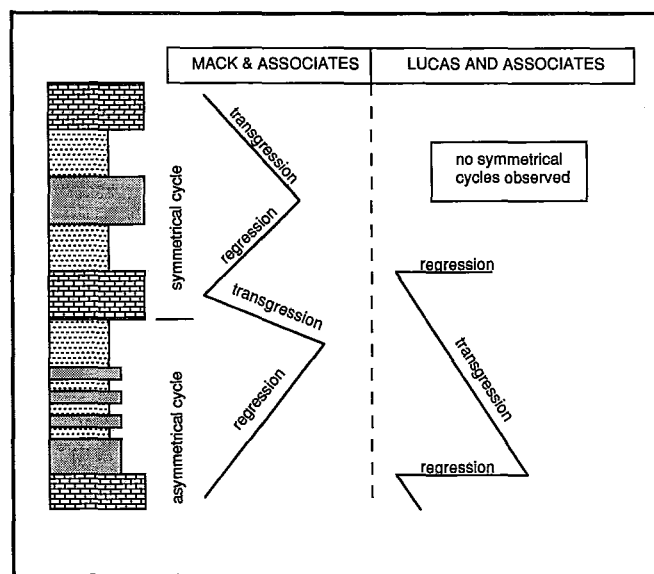 MACK & ASSOCIATES
LUCAS AND ASSOCIATES
symmetrical cycle
asymmetrical cycle
transgression
regression
transgression
regression
no symmetrical
cycles observed
regression
transgression
regression